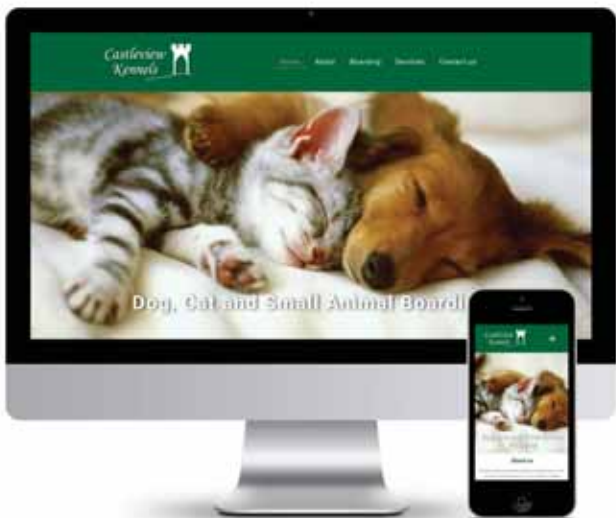 Castleview
Kennels
Home About Boarding Services Contact us
Dog, Cat and Small Animal Boardi
Castleview
Kennels
About us